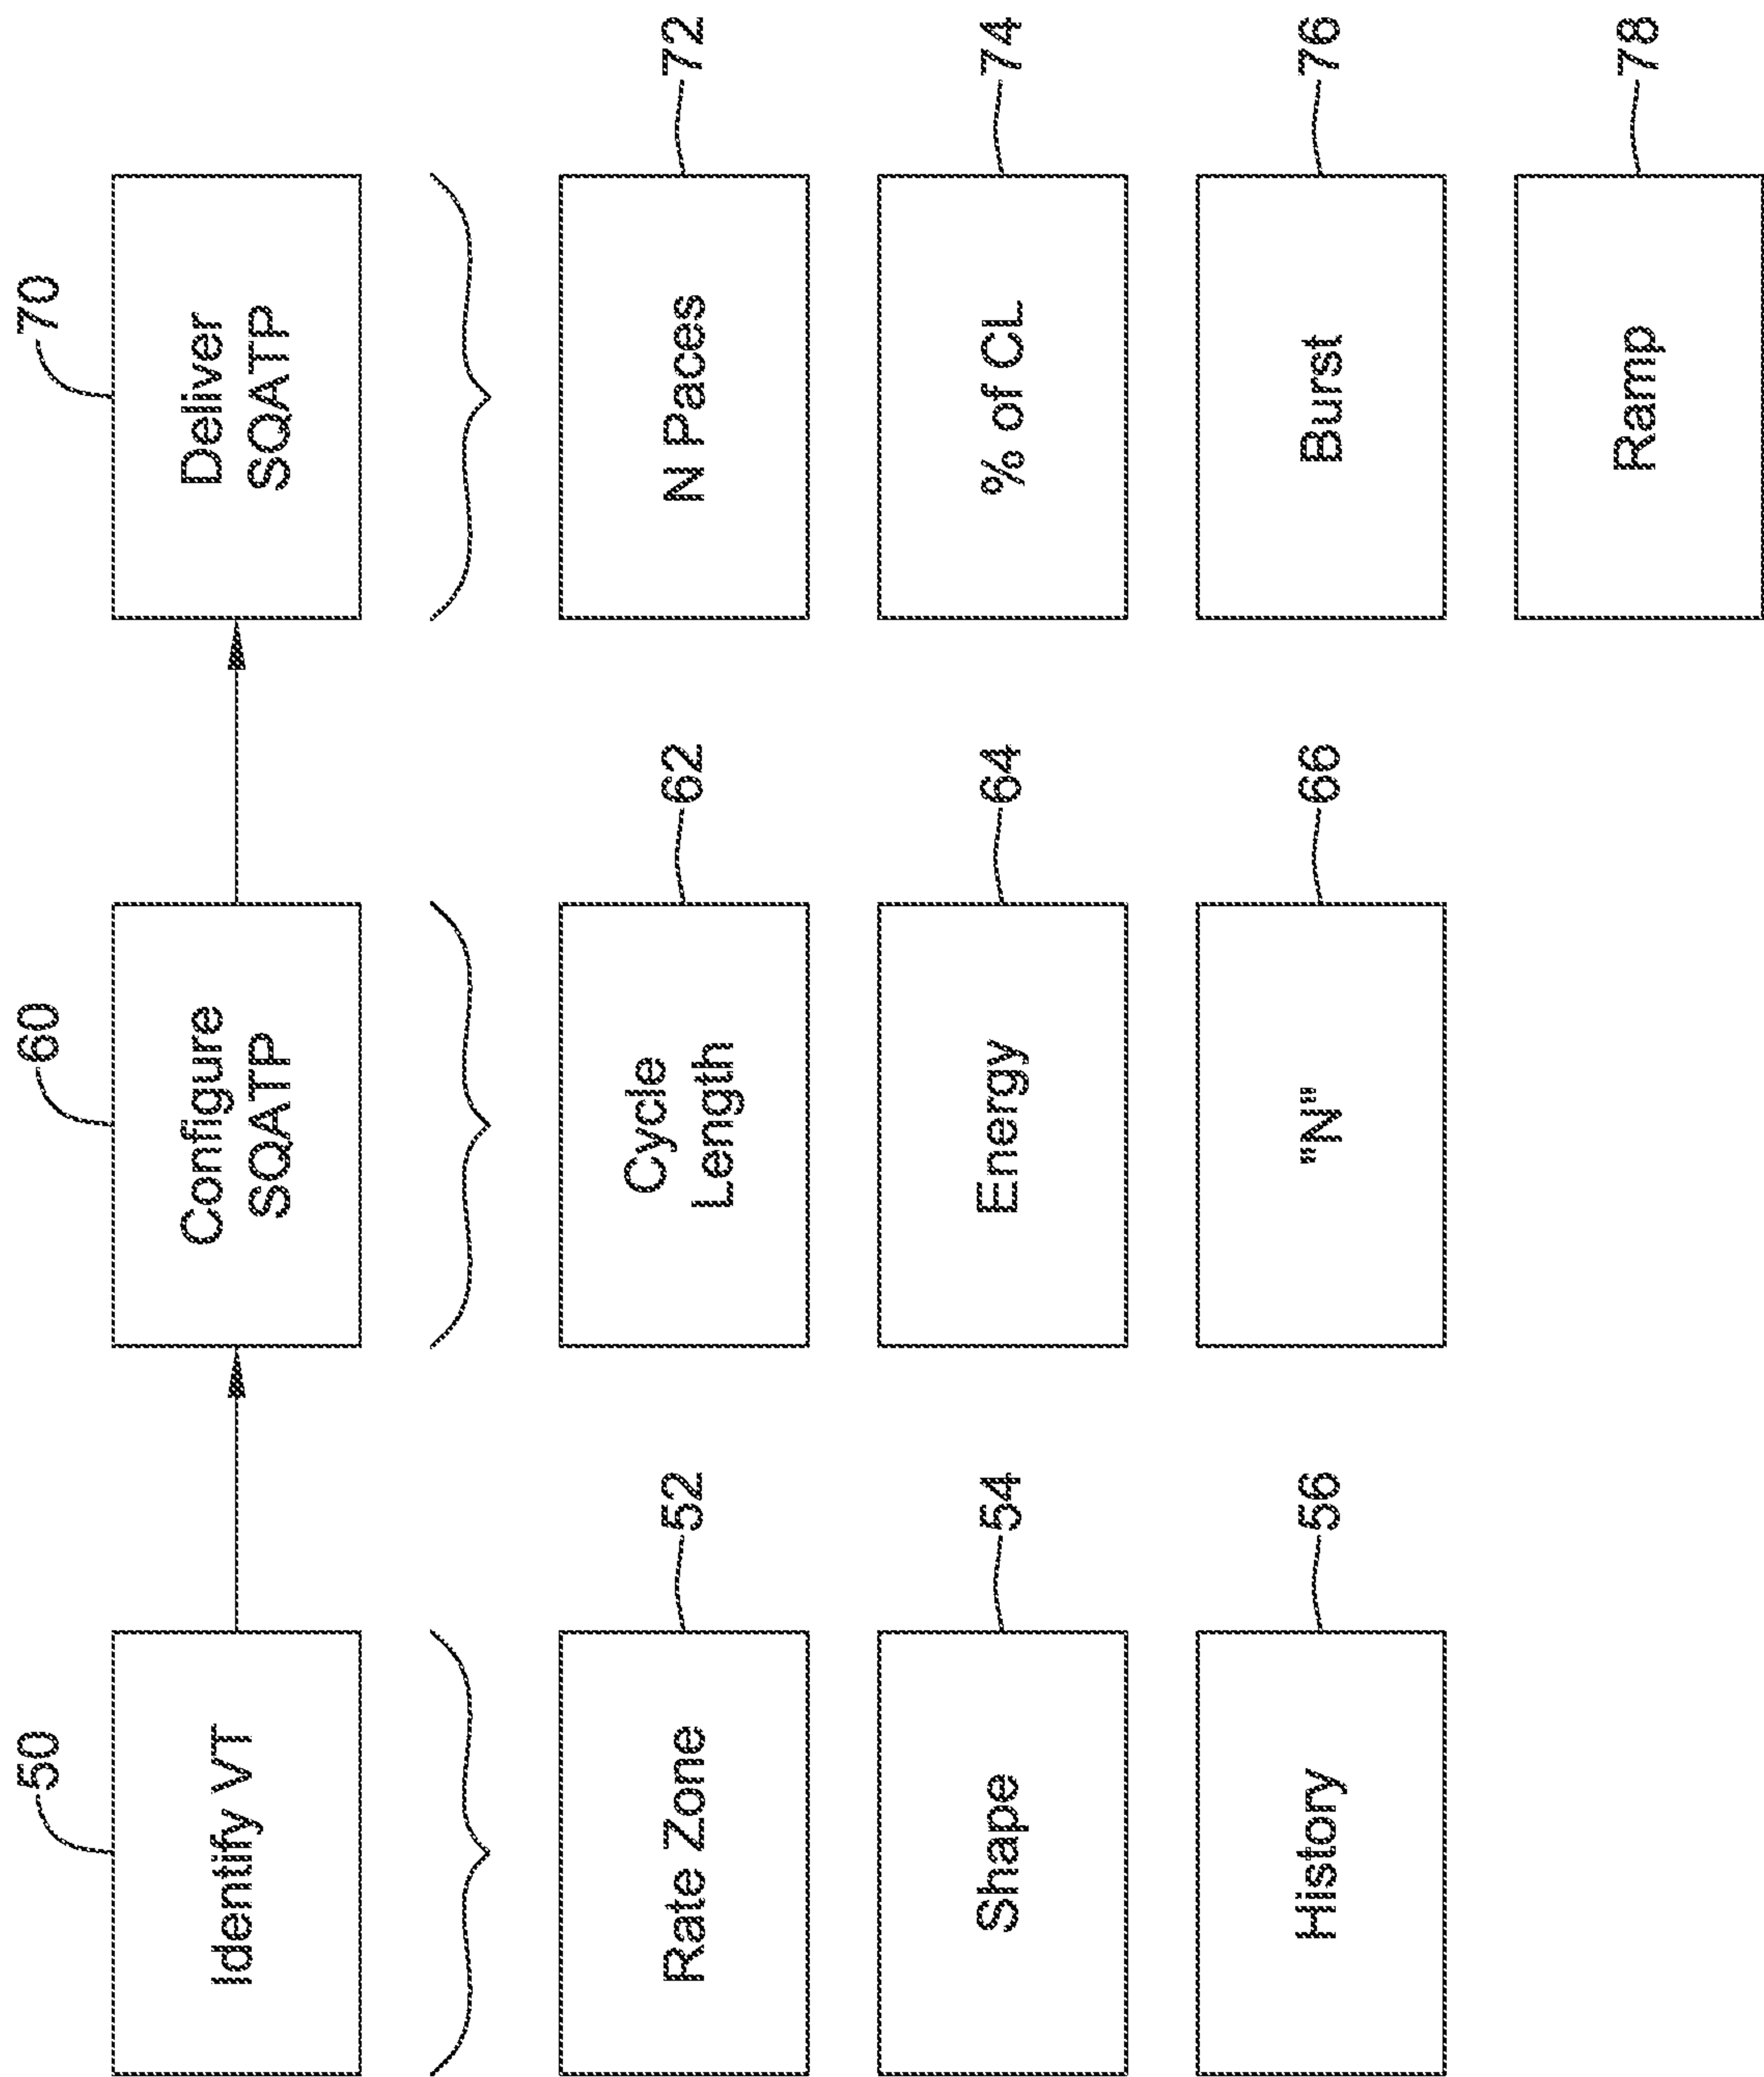 50
Identify VT
60
Configure
SQATP
70
Deliver
SQATP
Rate Zone
52
Cycle
Length
62
N Paces
72
Shape
54
Energy
64
% of CL
74
History
56
"N"
66
Burst
76
Ramp
78